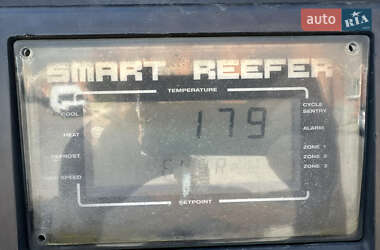 auto RIA
SMART REEFER
TEMPERATURE
COOL
HEAT
DEFROST
SPEED
179
CYCLE
SENTRY
ALARM
ZONE 1
ZONE 2
ZONE 3
SETPOINT